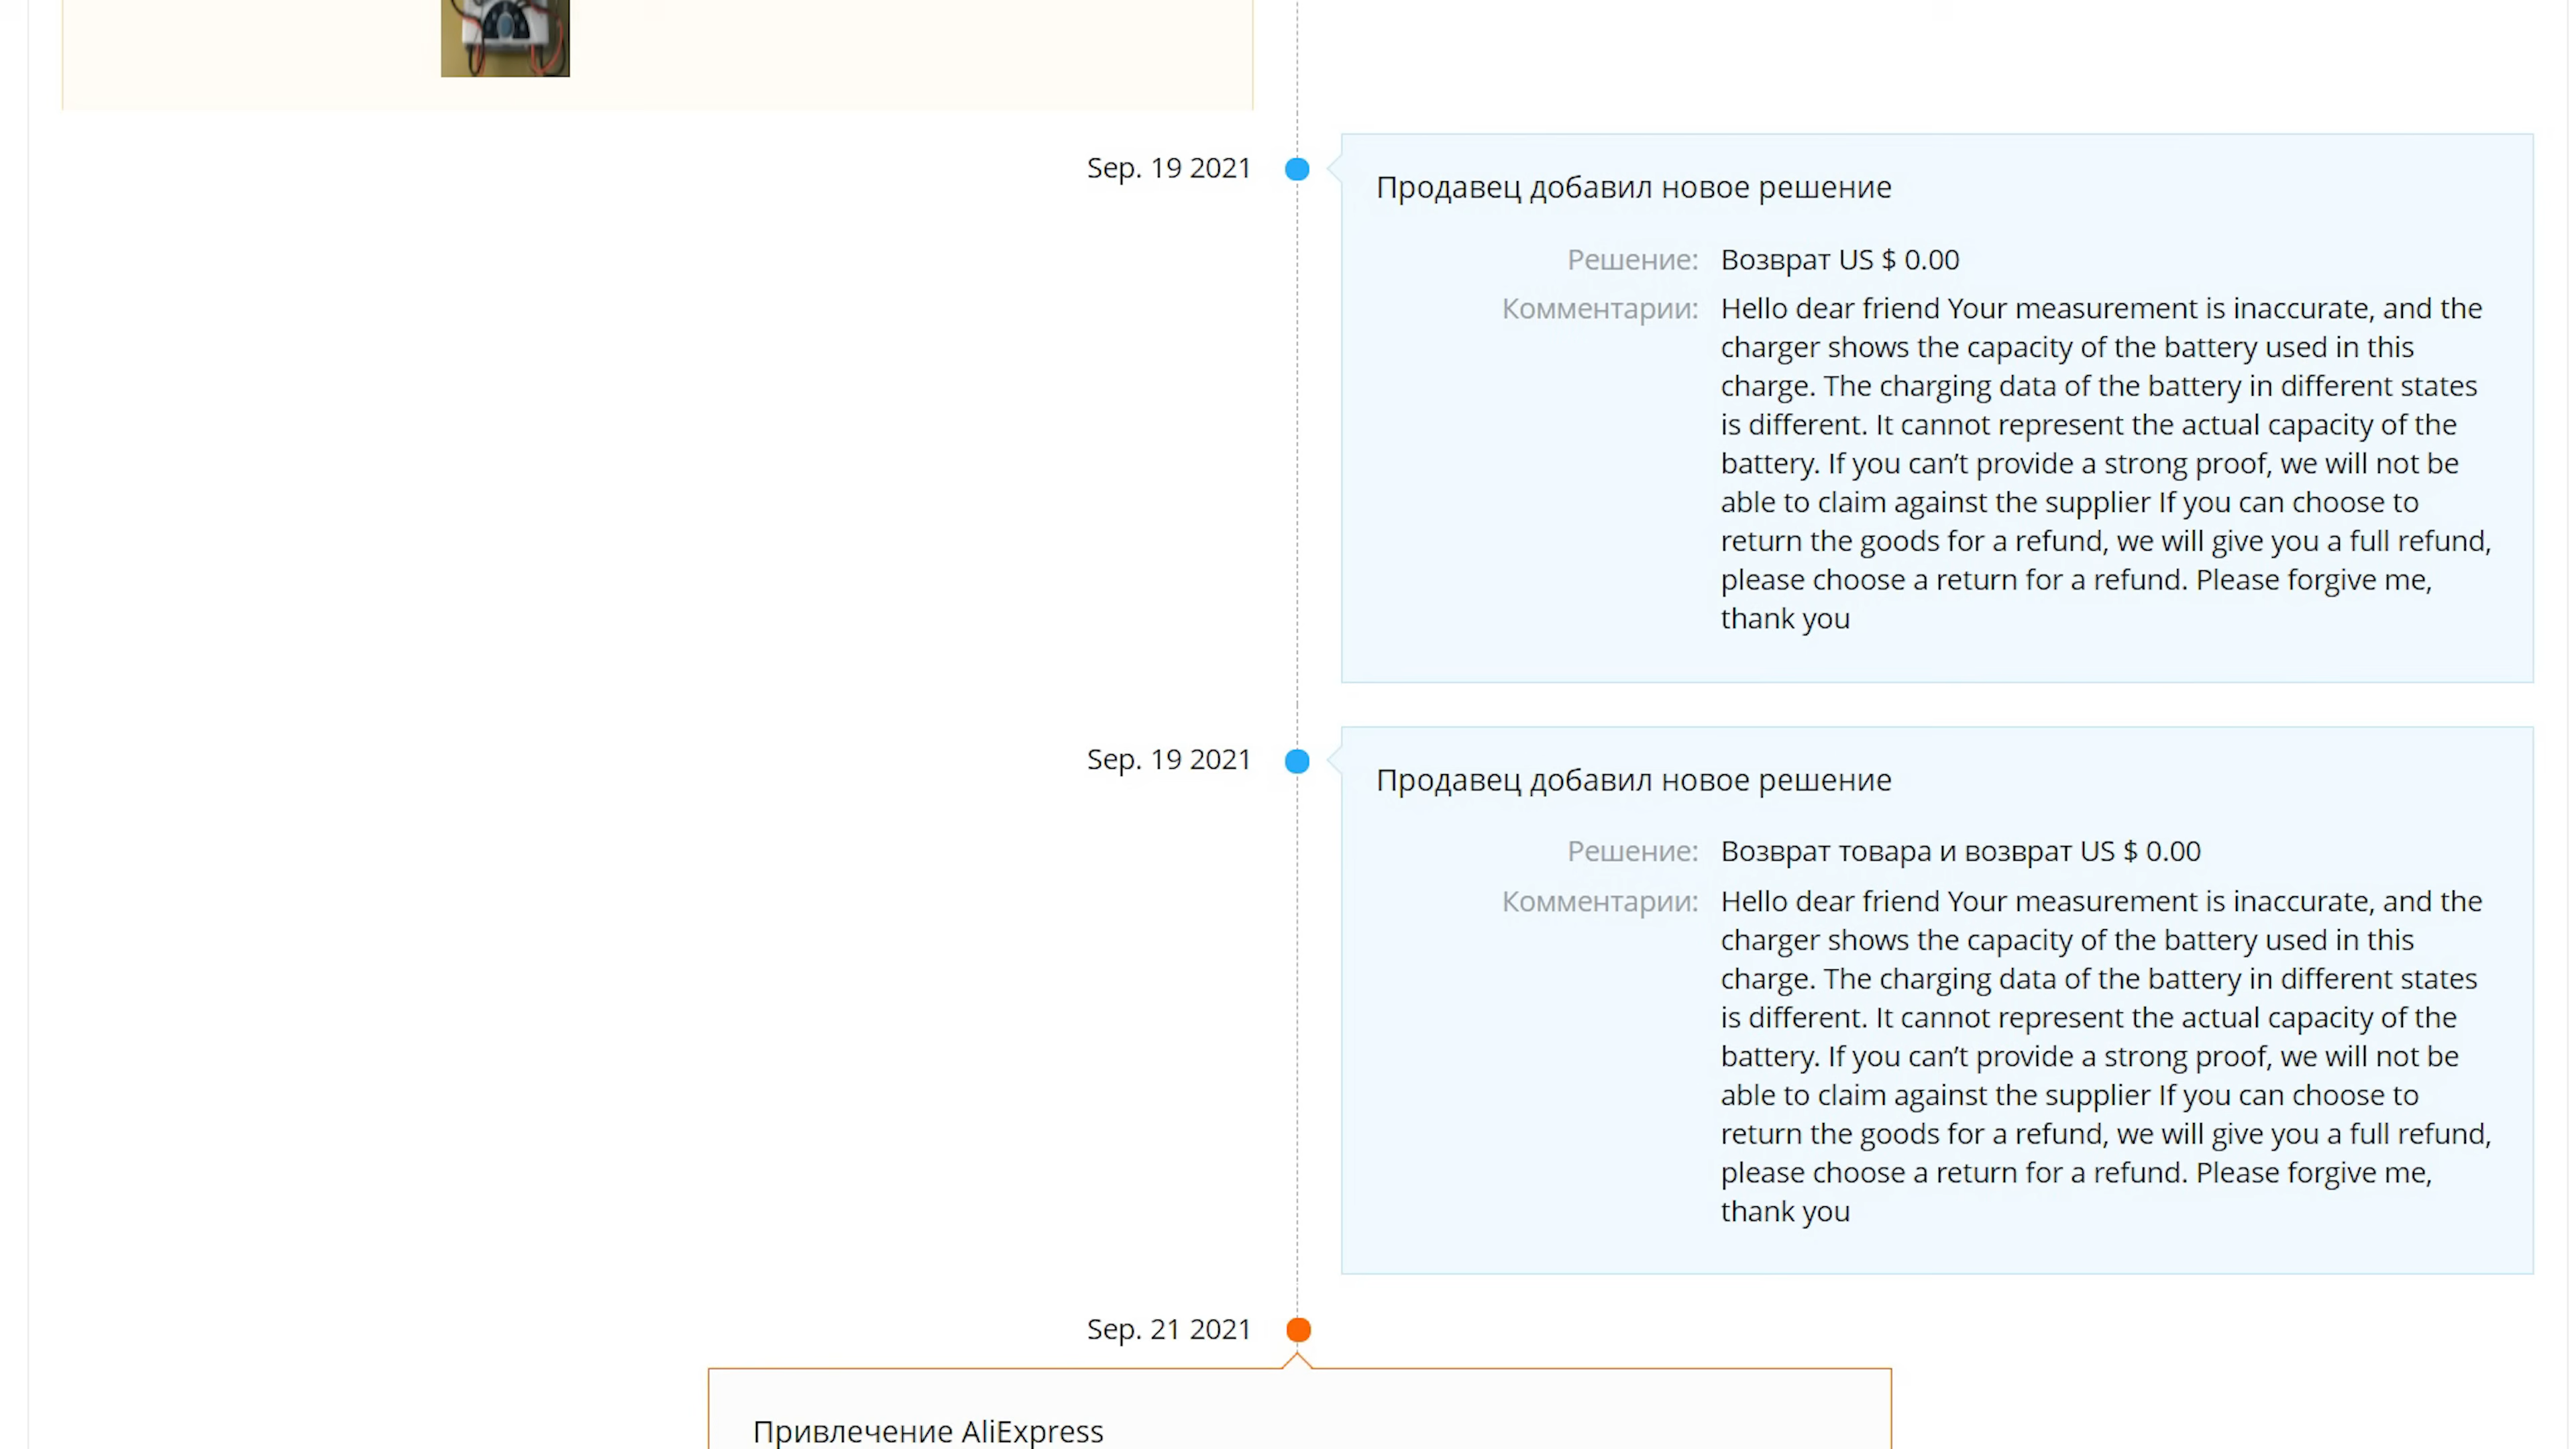 Sep. 19 2021
Продавец добавил новое решение
Решение: Возврат US $ 0.00
Комментарии: Hello dear friend Your measurement is inaccurate, and the
charger shows the capacity of the battery used in this
charge. The charging data of the battery in different states
is different. It cannot represent the actual capacity of the
battery. If you can’t provide a strong proof, we will not be
able to claim against the supplier If you can choose to
return the goods for a refund, we will give you a full refund,
please choose a return for a refund. Please forgive me,
thank you
Sep. 19 2021
Продавец добавил новое решение
Решение: Возврат товара и возврат US $ 0.00
Комментарии: Hello dear friend Your measurement is inaccurate, and the
charger shows the capacity of the battery used in this
charge. The charging data of the battery in different states
is different. It cannot represent the actual capacity of the
battery. If you can’t provide a strong proof, we will not be
able to claim against the supplier If you can choose to
return the goods for a refund, we will give you a full refund,
please choose a return for a refund. Please forgive me,
thank you
Sep. 21 2021
Привлечение AliExpress